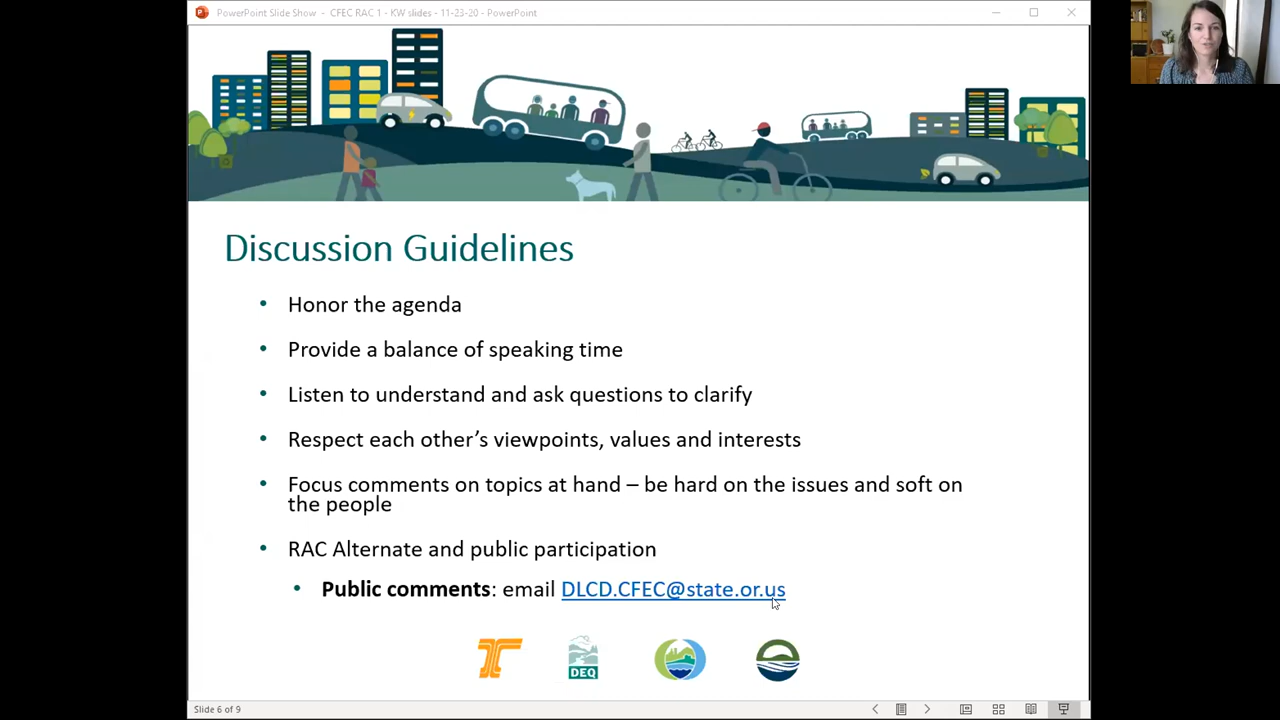 PowerPoint Slide Show - CFEC RAC 1 - KW slides - 11-23-20 - PowerPoint
Discussion Guidelines
• Honor the agenda
• Provide a balance of speaking time
• Listen to understand and ask questions to clarify
• Respect each other's viewpoints, values and interests
• Focus comments on topics at hand – be hard on the issues and soft on
the people
• RAC Alternate and public participation
• Public comments: email DLCD.CFEC@state.or.us
DEQ
Slide 6 of 9